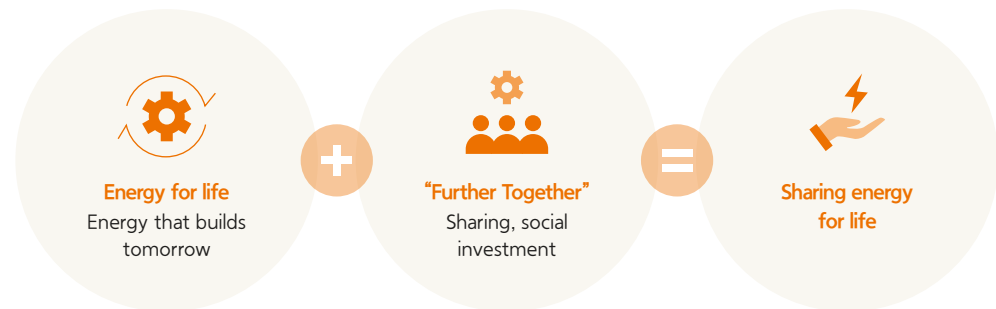 Energy for life
Energy that builds
tomorrow
+
“Further Together”
Sharing, social
investment
=
Sharing energy
for life